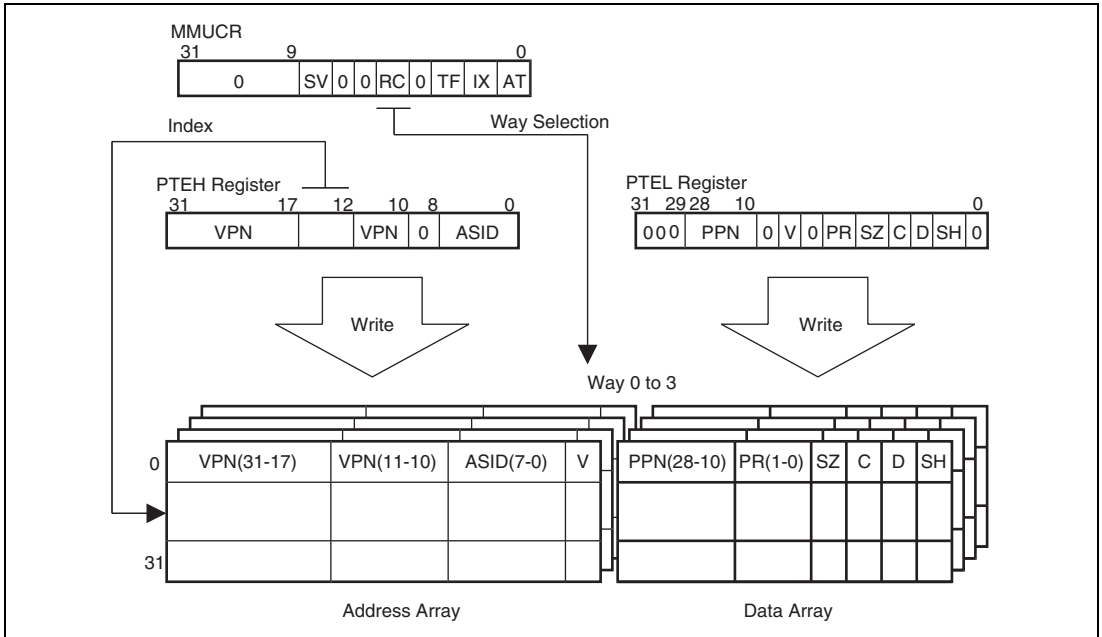 MMUCR
31 9 0
0 SV 0 0 RC 0 TF IX AT
Index
Way Selection
PTEH Register
31 17 12 10 8 0
VPN VPN 0 ASID
PTEL Register
31 29 28 10 0
0 0 0 PPN 0 V 0 PR SZ C D SH 0
Write
Write
Way 0 to 3
0 VPN(31-17) VPN(11-10) ASID(7-0) V
PPN(28-10) PR(1-0) SZ C D SH
31
Address Array
Data Array